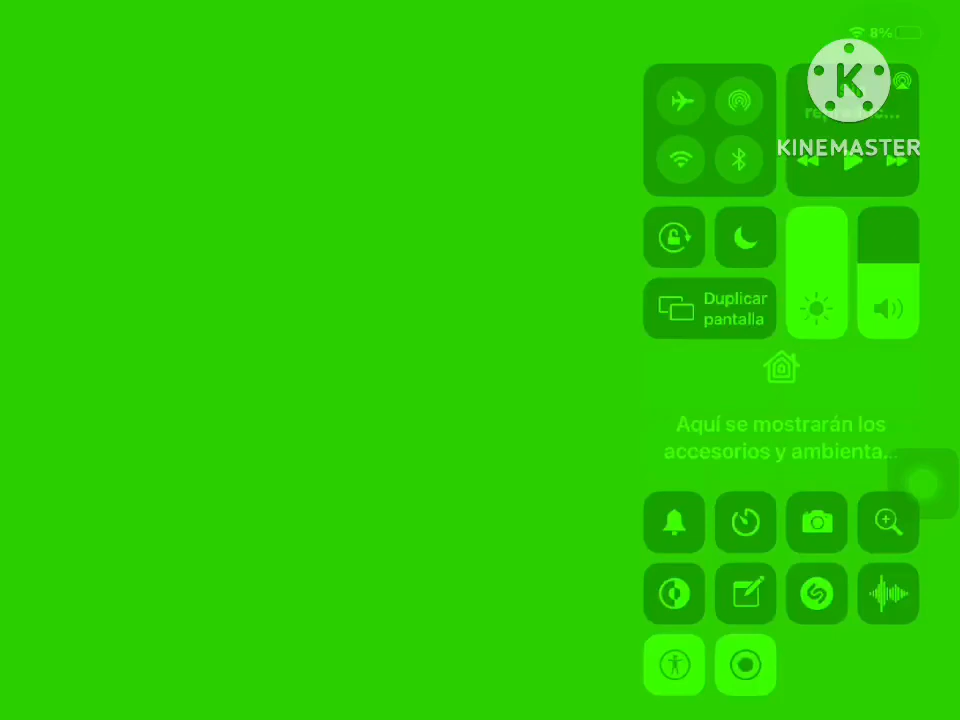 8%
KINEMASTER
Duplicar
pantalla
Aquí se mostrarán los
accesorios y ambienta...